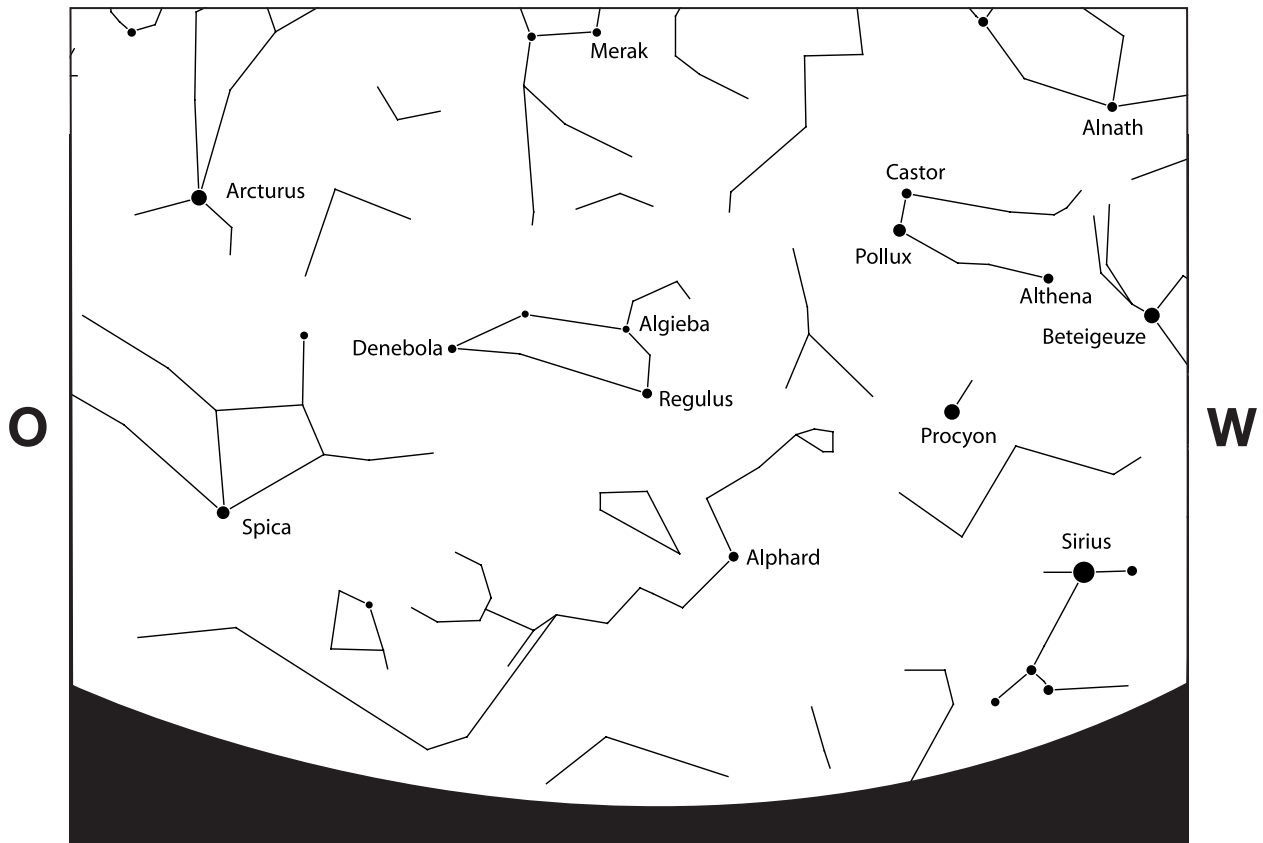 Merak
Alnath
Castor
Arcturus
Pollux
Althena
Algieba
Beteigeuze
Denebola
Regulus
O
W
Procyon
Spica
Sirius
Alphard